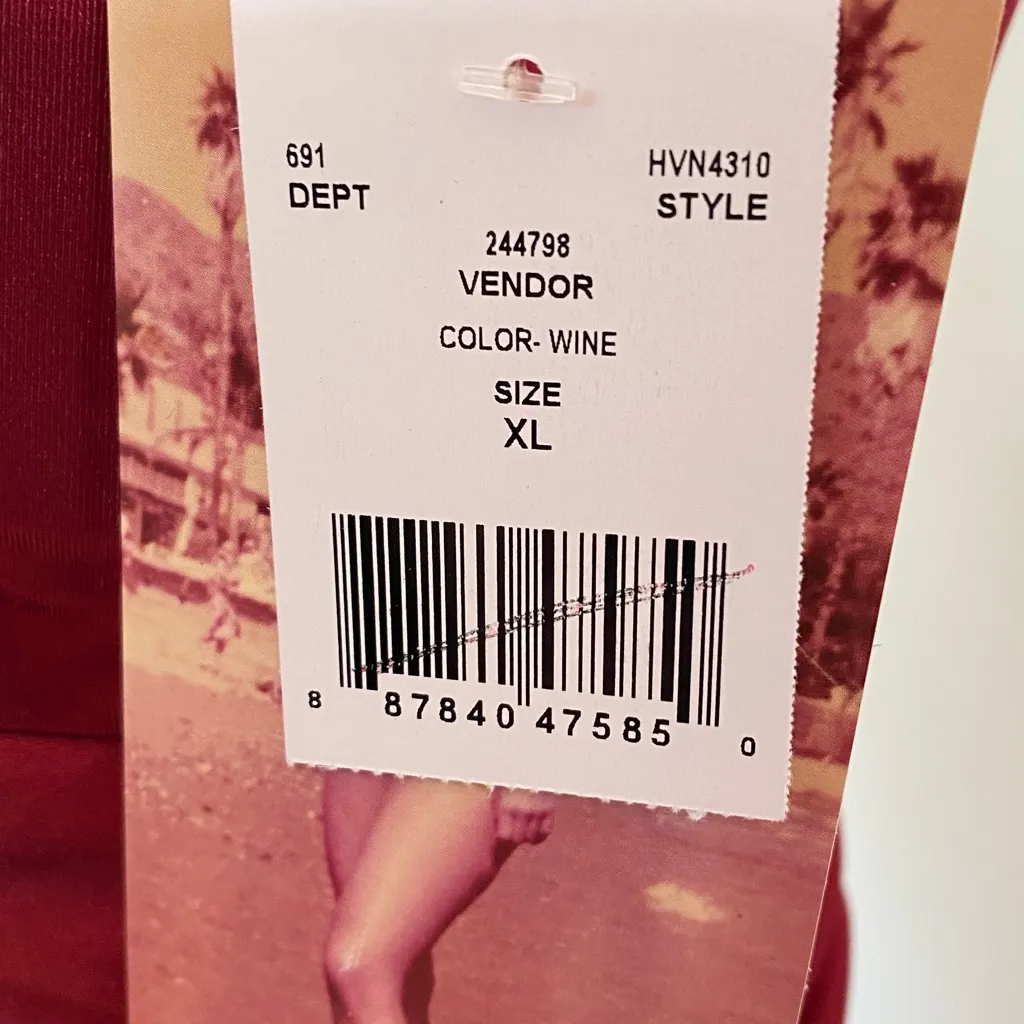 691 HVN4310
DEPT STYLE
244798
VENDOR
COLOR- WINE
SIZE
XL
8 87840 47585 0